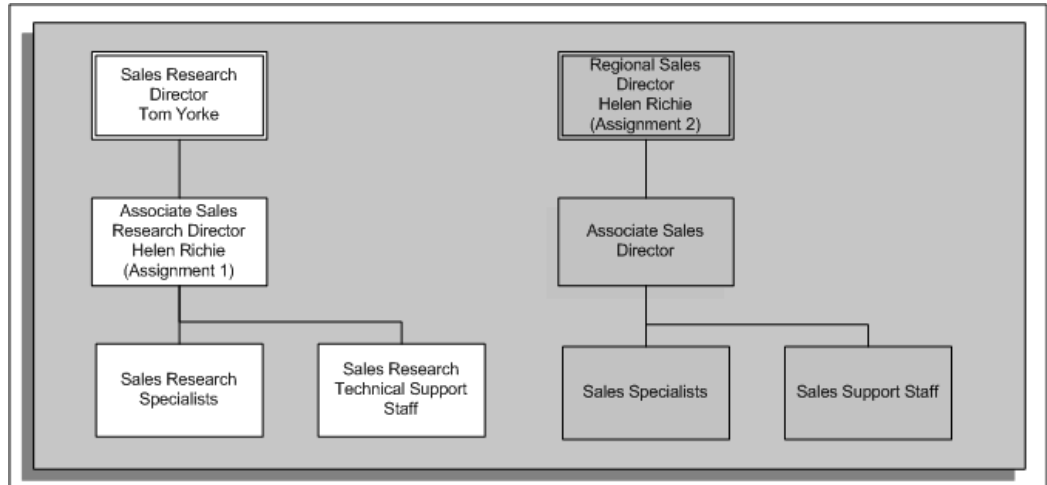 Sales Research
Director
Tom Yorke
Regional Sales
Director
Helen Richie
(Assignment 2)
Associate Sales
Research Director
Helen Richie
(Assignment 1)
Associate Sales
Director
Sales Research
Specialists
Sales Research
Technical Support
Staff
Sales Specialists
Sales Support Staff